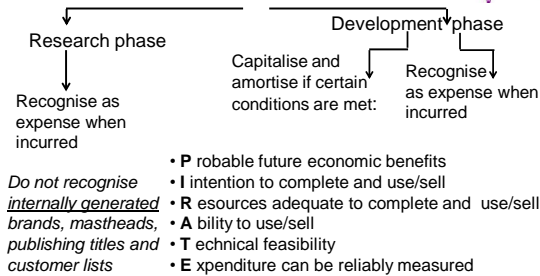 Research phase
Recognise as
expense when
incurred
Development phase
Capitalise and
amortise if certain
conditions are met:
Recognise
as expense when
incurred
Do not recognise
internally generated
brands, mastheads,
publishing titles and
customer lists
• P robable future economic benefits
• I intention to complete and use/sell
• R esources adequate to complete and use/sell
• A bility to use/sell
• T echnical feasibility
• E xpenditure can be reliably measured